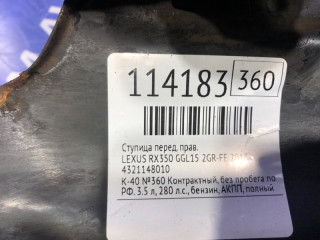 114183 360
Ступица перед. прав.
LEXUS RX350 GGL15 2GR-FE
4321148010
К-40 №360 Контрактный, без пробега по
РФ. 3.5 л, 280 л.с., бензин, АКПП, полный